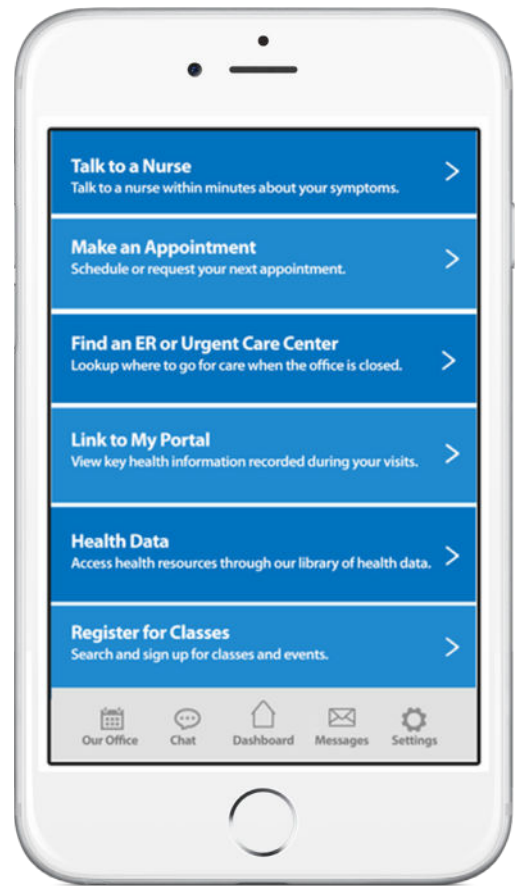 Talk to a Nurse
Talk to a nurse within minutes about your symptoms.
Make an Appointment
Schedule or request your next appointment.
Find an ER or Urgent Care Center
Lookup where to go for care when the office is closed.
Link to My Portal
View key health information recorded during your visits.
Health Data
Access health resources through our library of health data.
Register for Classes
Search and sign up for classes and events.
Our Office Chat Dashboard Messages Settings